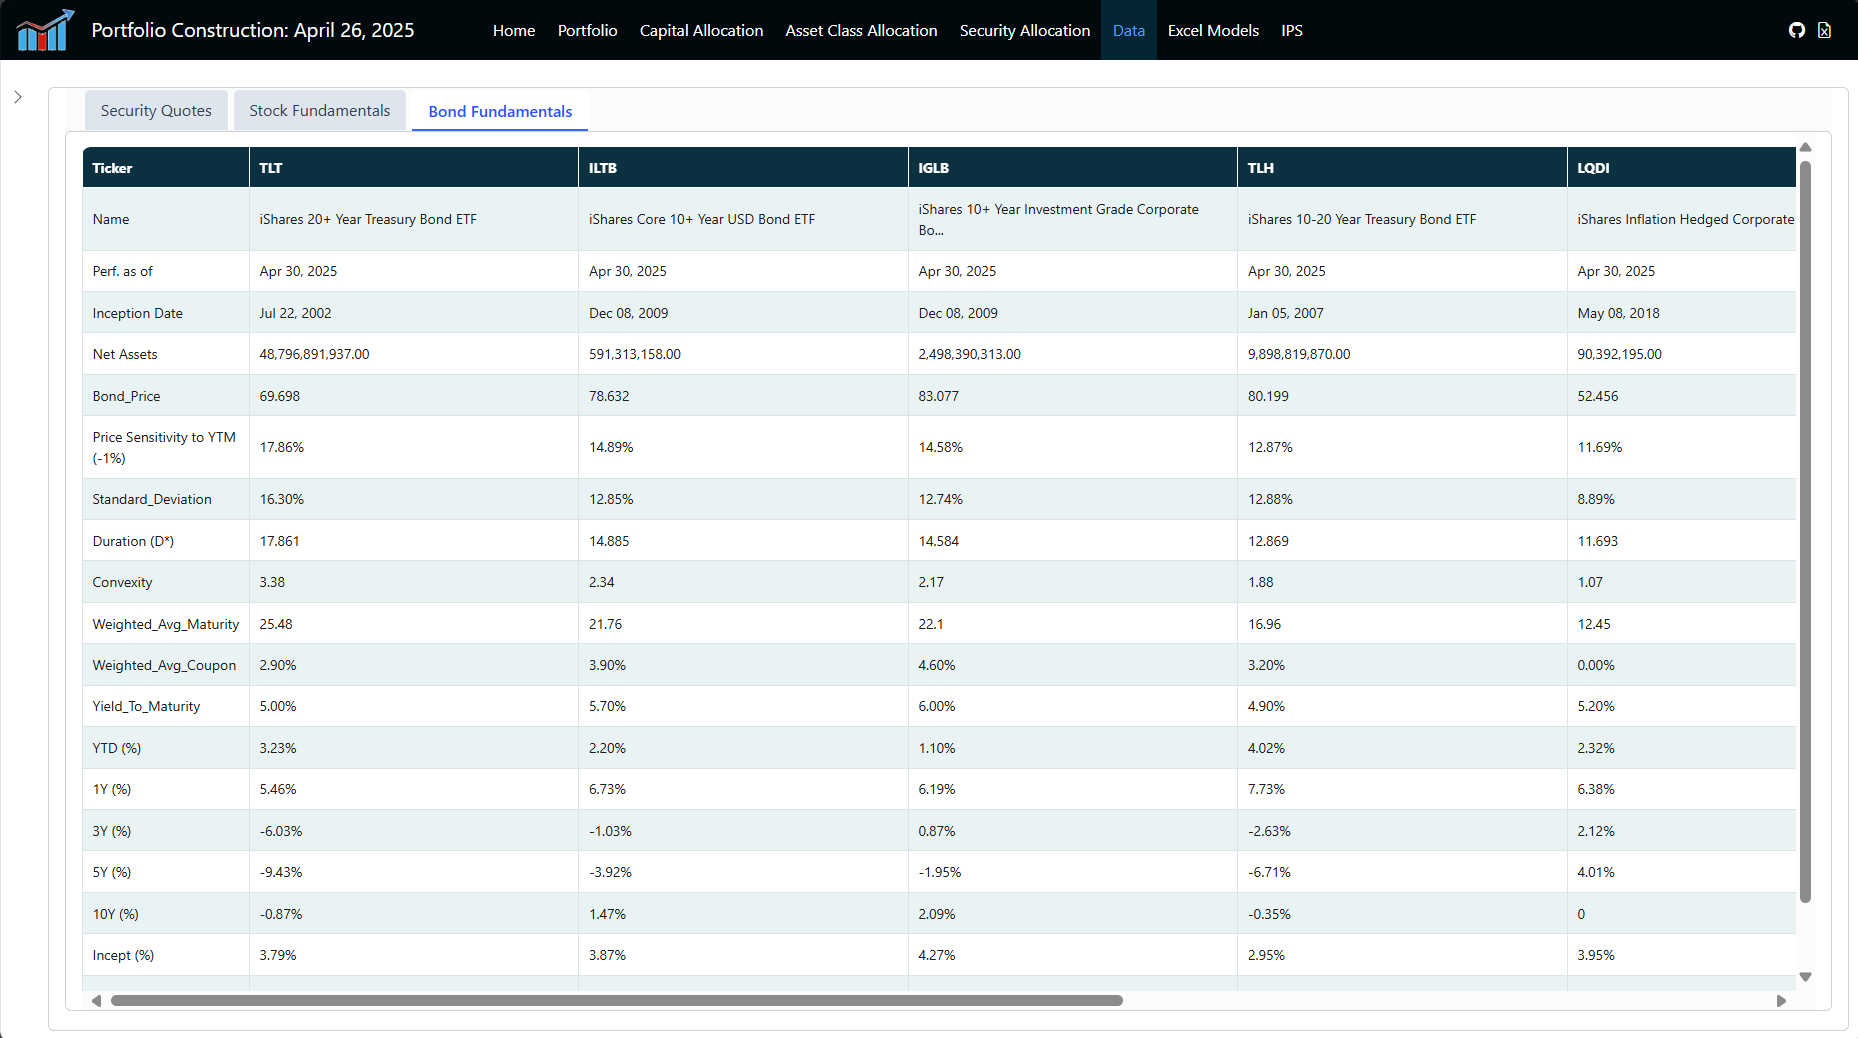 Portfolio Construction: April 26, 2025 Home Portfolio Capital Allocation Asset Class Allocation Security Allocation Data Excel Models IPS
Security Quotes Stock Fundamentals Bond Fundamentals
Ticker TLT ILTB IGLB TLH LQDI
Name iShares 20+ Year Treasury Bond ETF iShares Core 10+ Year USD Bond ETF iShares 10+ Year Investment Grade Corporate Bo... iShares 10-20 Year Treasury Bond ETF iShares Inflation Hedged Corporate
Perf. as of Apr 30, 2025 Apr 30, 2025 Apr 30, 2025 Apr 30, 2025 Apr 30, 2025
Inception Date Jul 22, 2002 Dec 08, 2009 Dec 08, 2009 Jan 05, 2007 May 08, 2018
Net Assets 48,796,891,937.00 591,313,158.00 2,498,390,313.00 9,898,819,870.00 90,392,195.00
Bond_Price 69.698 78.632 83.077 80.199 52.456
Price Sensitivity to YTM (-1%) 17.86% 14.89% 14.58% 12.87% 11.69%
Standard_Deviation 16.30% 12.85% 12.74% 12.88% 8.89%
Duration (D*) 17.861 14.885 14.584 12.869 11.693
Convexity 3.38 2.34 2.17 1.88 1.07
Weighted_Avg_Maturity 25.48 21.76 22.1 16.96 12.45
Weighted_Avg_Coupon 2.90% 3.90% 4.60% 3.20% 0.00%
Yield_To_Maturity 5.00% 5.70% 6.00% 4.90% 5.20%
YTD (%) 3.23% 2.20% 1.10% 4.02% 2.32%
1Y (%) 5.46% 6.73% 6.19% 7.73% 6.38%
3Y (%) -6.03% -1.03% 0.87% -2.63% 2.12%
5Y (%) -9.43% -3.92% -1.95% -6.71% 4.01%
10Y (%) -0.87% 1.47% 2.09% -0.35% 0
Incept (%) 3.79% 3.87% 4.27% 2.95% 3.95%